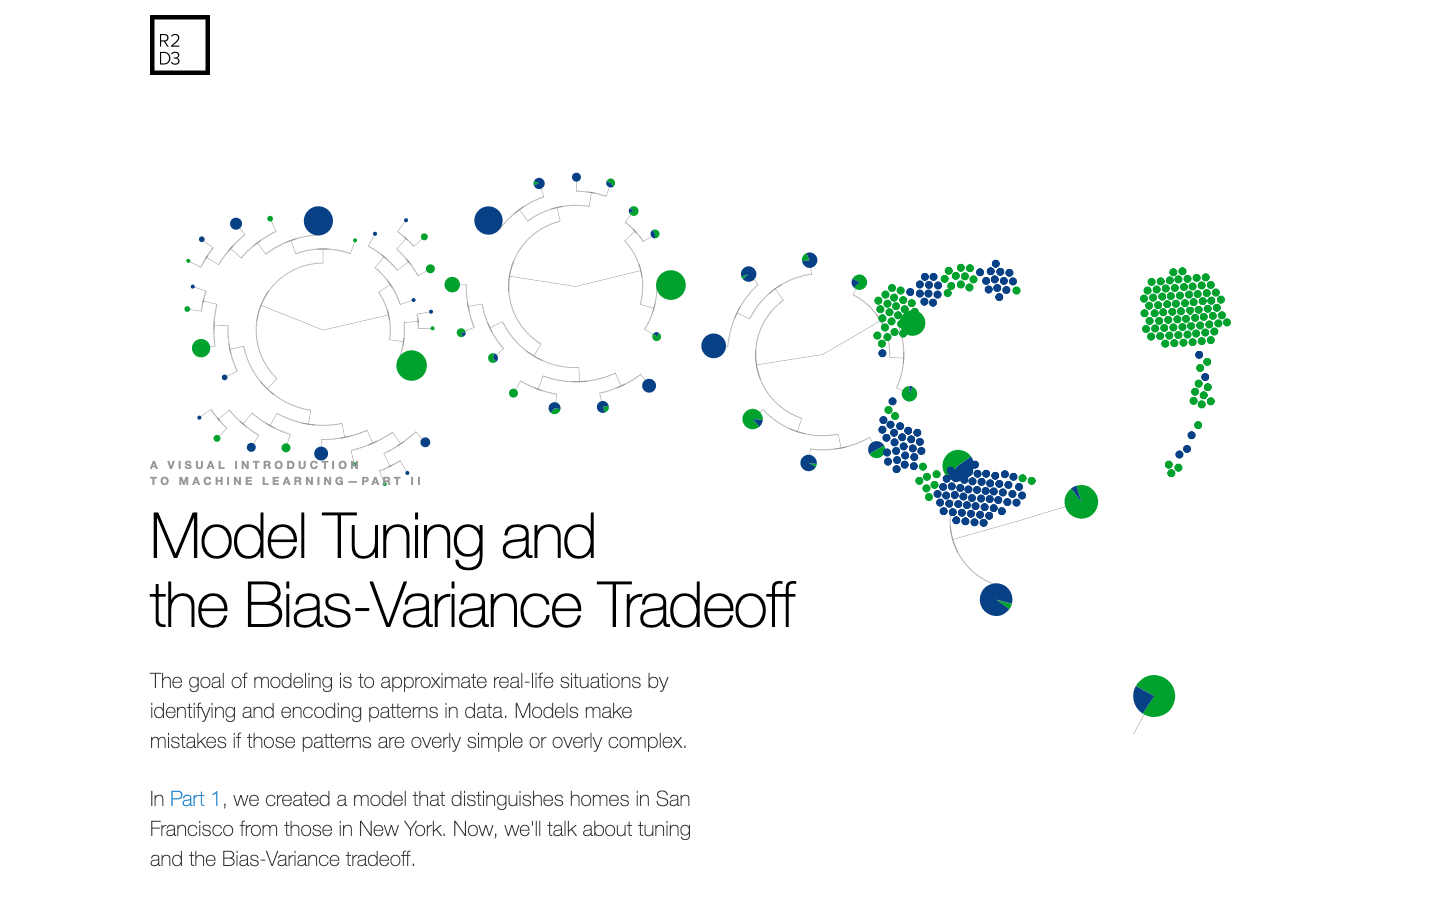 R2
D3
A VISUAL INTRODUCTION
TO MACHINE LEARNING—PART II
Model Tuning and
the Bias-Variance Tradeoff
The goal of modeling is to approximate real-life situations by
identifying and encoding patterns in data. Models make
mistakes if those patterns are overly simple or overly complex.
In Part 1, we created a model that distinguishes homes in San
Francisco from those in New York. Now, we'll talk about tuning
and the Bias-Variance tradeoff.